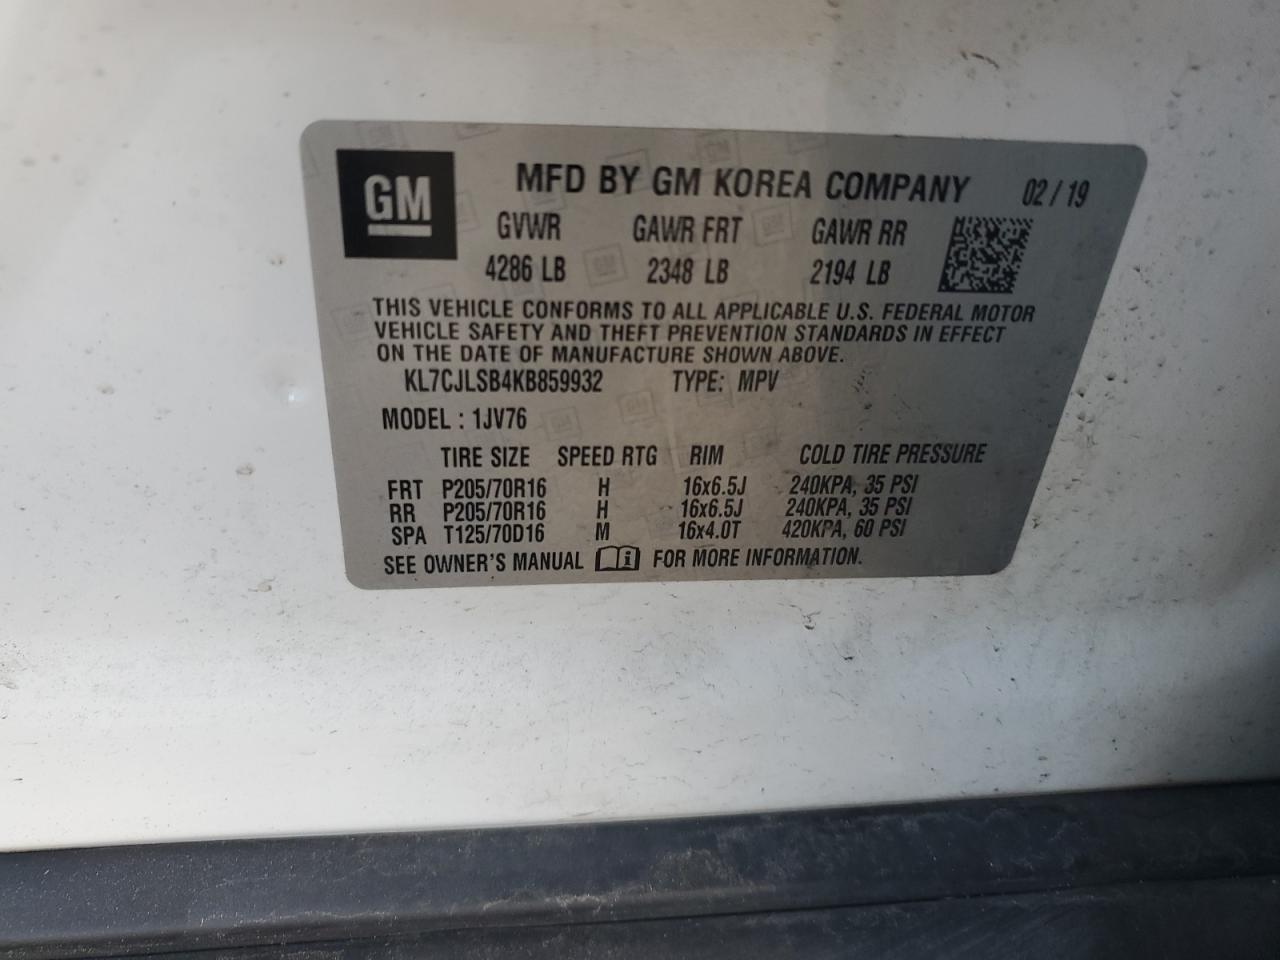 GM MFD BY GM KOREA COMPANY 02 / 19
GVWR GAWR FRT GAWR RR
4286 LB 2348 LB 2194 LB
THIS VEHICLE CONFORMS TO ALL APPLICABLE U.S. FEDERAL MOTOR
VEHICLE SAFETY AND THEFT PREVENTION STANDARDS IN EFFECT
ON THE DATE OF MANUFACTURE SHOWN ABOVE.
KL7CJLSB4KB859932 TYPE: MPV
MODEL : 1JV76
TIRE SIZE SPEED RTG RIM COLD TIRE PRESSURE
FRT P205/70R16 H 16x6.5J 240KPA, 35 PSI
RR P205/70R16 H 16x6.5J 240KPA, 35 PSI
SPA T125/70D16 M 16x4.0T 420KPA, 60 PSI
SEE OWNER'S MANUAL i FOR MORE INFORMATION.